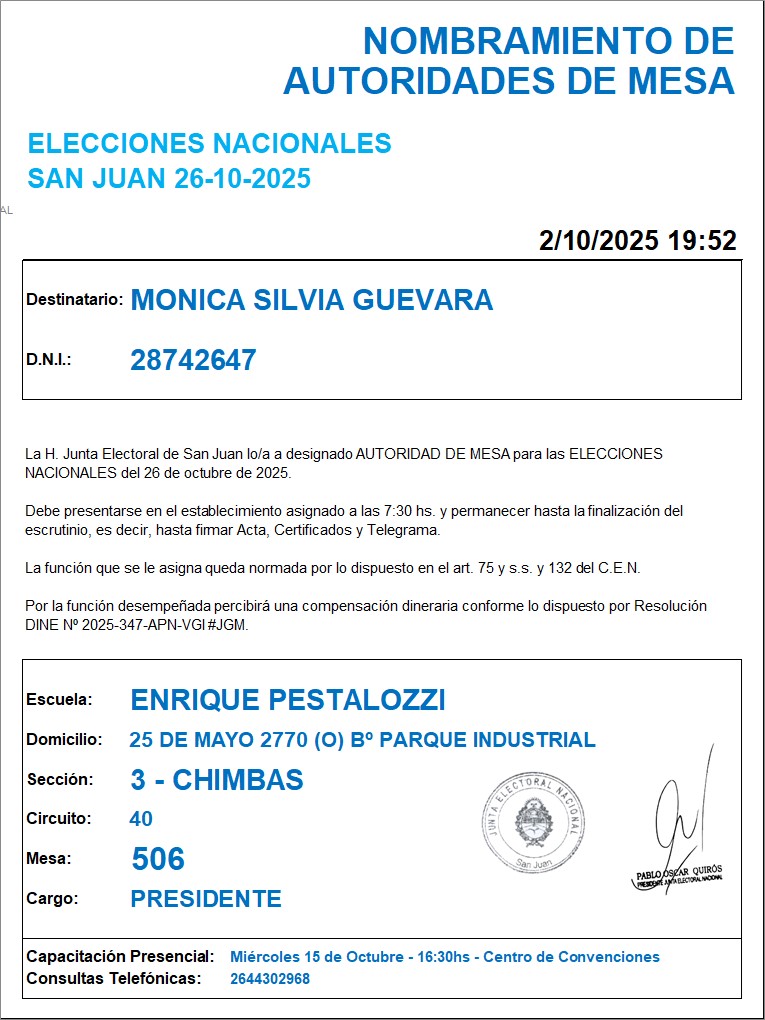 NOMBRAMIENTO DE
AUTORIDADES DE MESA
ELECCIONES NACIONALES
SAN JUAN 26-10-2025
AL
2/10/2025 19:52
Destinatario: MONICA SILVIA GUEVARA
D.N.I.: 28742647
La H. Junta Electoral de San Juan lo/a a designado AUTORIDAD DE MESA para las ELECCIONES
NACIONALES del 26 de octubre de 2025.
Debe presentarse en el establecimiento asignado a las 7:30 hs. y permanecer hasta la finalización del
escrutinio, es decir, hasta firmar Acta, Certificados y Telegrama.
La función que se le asigna queda normada por lo dispuesto en el art. 75 y s.s. y 132 del C.E.N.
Por la función desempeñada percibirá una compensación dineraria conforme lo dispuesto por Resolución
DINE Nº 2025-347-APN-VGI#JGM.
Escuela: ENRIQUE PESTALOZZI
Domicilio: 25 DE MAYO 2770 (O) Bº PARQUE INDUSTRIAL
Sección: 3 - CHIMBAS
Circuito: 40
Mesa: 506
Cargo: PRESIDENTE
JUNTA ELECTORAL NACIONAL
San Juan
PABLO OSCAR QUIRÓS
PRESIDENTE JUNTA ELECTORAL NACIONAL
Capacitación Presencial: Miércoles 15 de Octubre - 16:30hs - Centro de Convenciones
Consultas Telefónicas: 2644302968